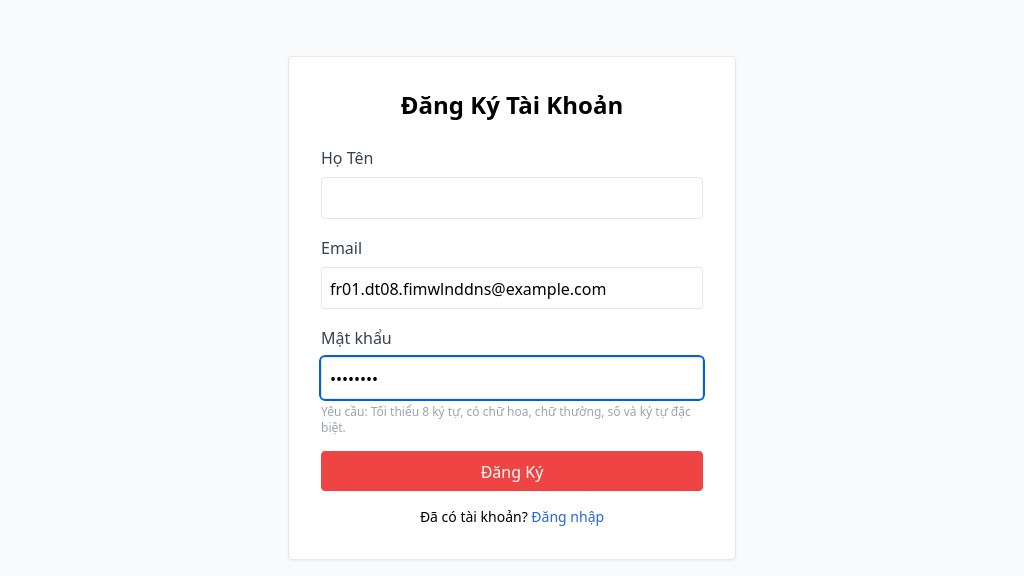 Đăng Ký Tài Khoản
Họ Tên
Email
fr01.dt08.fimwlnddns@example.com
Mật khẩu
••••••••
Yêu cầu: Tối thiểu 8 ký tự, có chữ hoa, chữ thường, số và ký tự đặc
biệt.
Đăng Ký
Đã có tài khoản? Đăng nhập